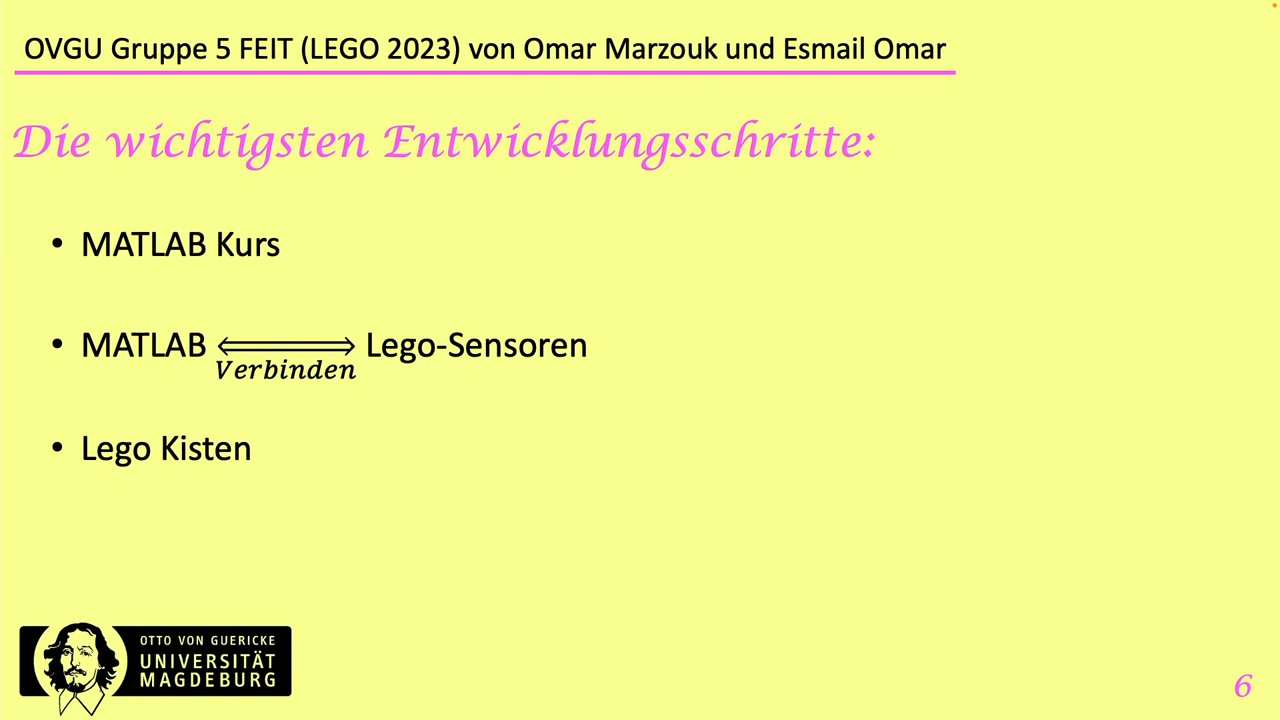 OVGU Gruppe 5 FEIT (LEGO 2023) von Omar Marzouk und Esmail Omar
Die wichtigsten Entwicklungsschritte:
• MATLAB Kurs
• MATLAB ⟺ Lego-Sensoren
Verbinden
• Lego Kisten
OTTO VON GUERICKE
UNIVERSITÄT
MAGDEBURG
6